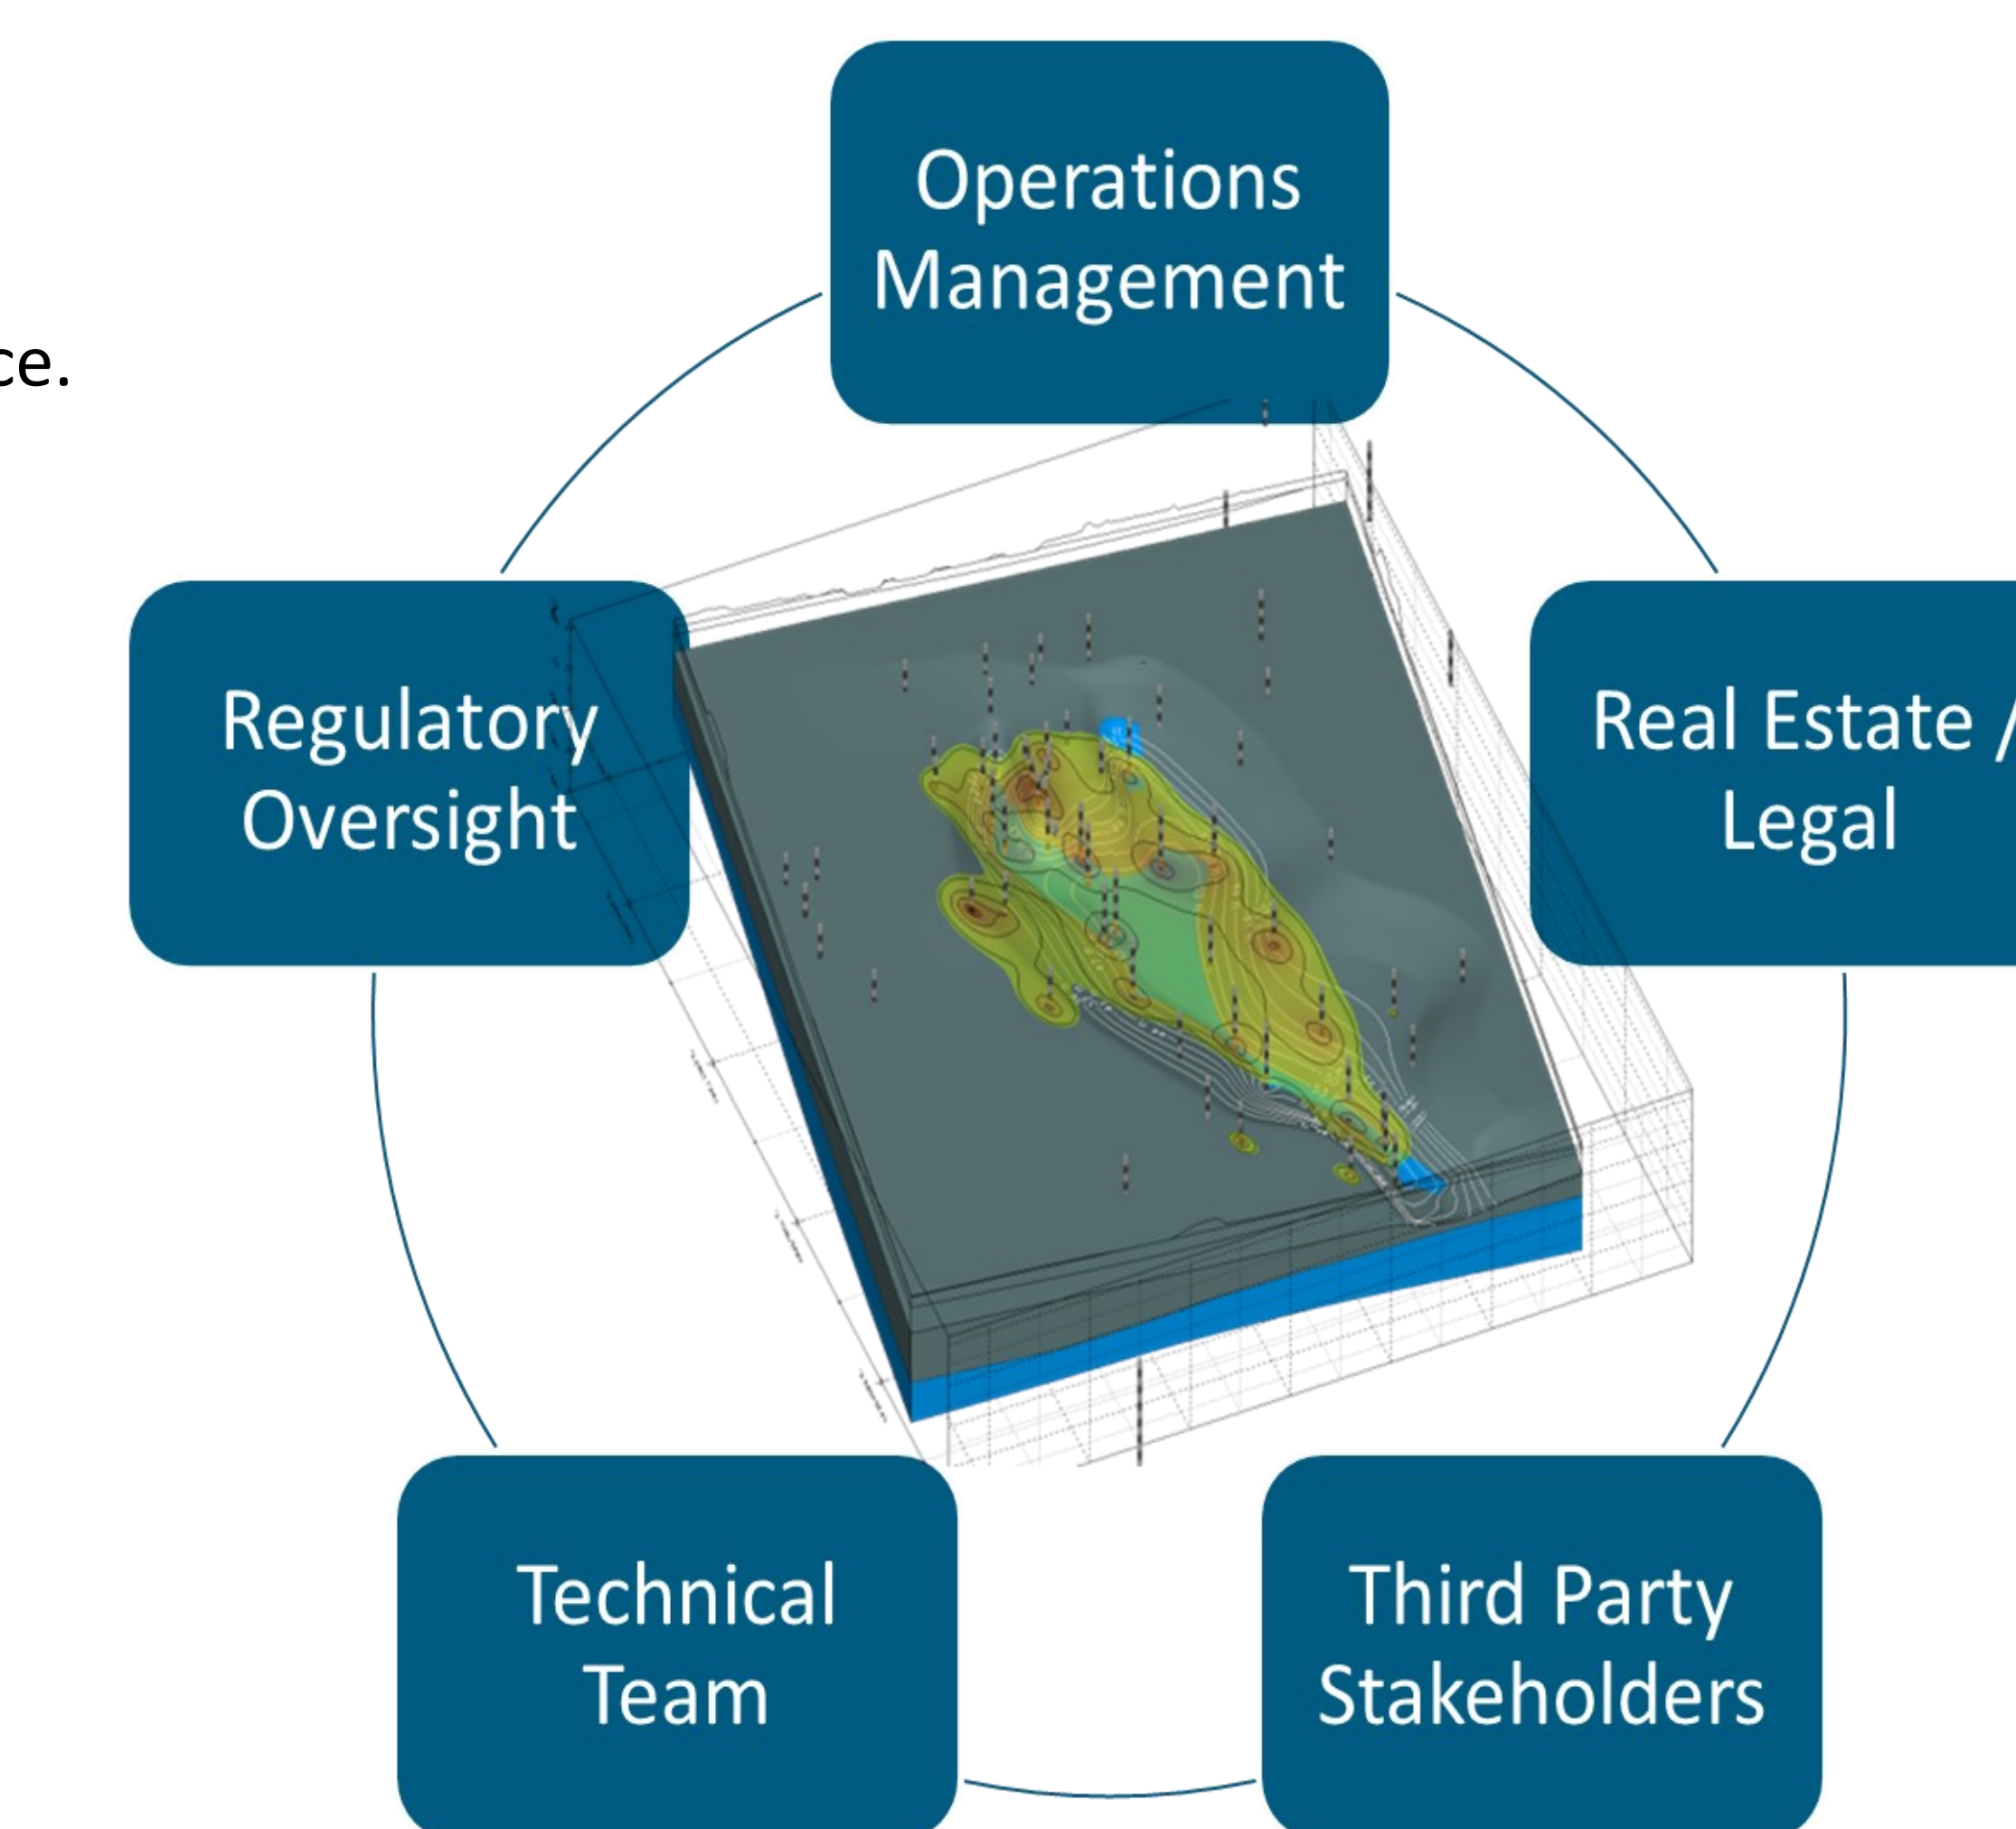 Operations
Management
ce.
Regulatory
Oversight
Real Estate /
Legal
Technical
Team
Third Party
Stakeholders